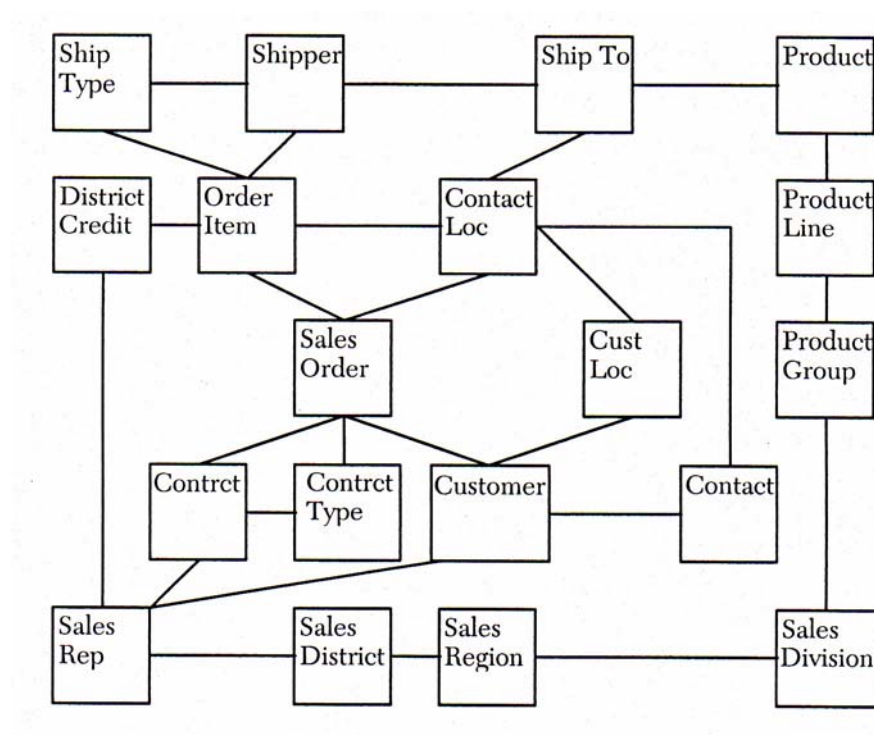 Ship
Type
Shipper
Ship To
Product
District
Credit
Order
Item
Contact
Loc
Product
Line
Sales
Order
Cust
Loc
Product
Group
Contrct
Contrct
Type
Customer
Contact
Sales
Rep
Sales
District
Sales
Region
Sales
Division